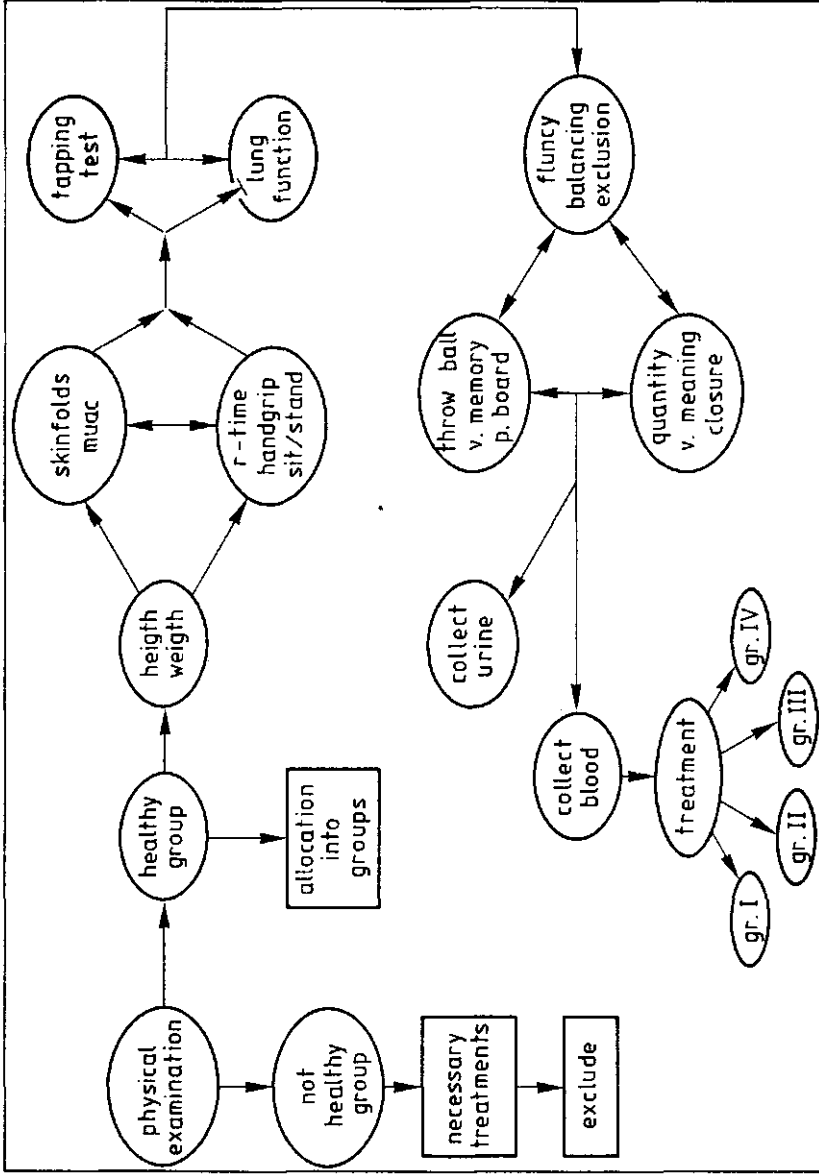 physical
examination
not
healthy
group
necessary
treatments
exclude
healthy
group
allocation
into
groups
heigth
weigth
skinfolds
muac
r-time
handgrip
sit/stand
tapping
test
lung
function
fluncy
balancing
exclusion
throw ball
v. memory
p. board
quantity
v. meaning
closure
collect
urine
collect
blood
treatment
gr. I
gr. II
gr. III
gr. IV